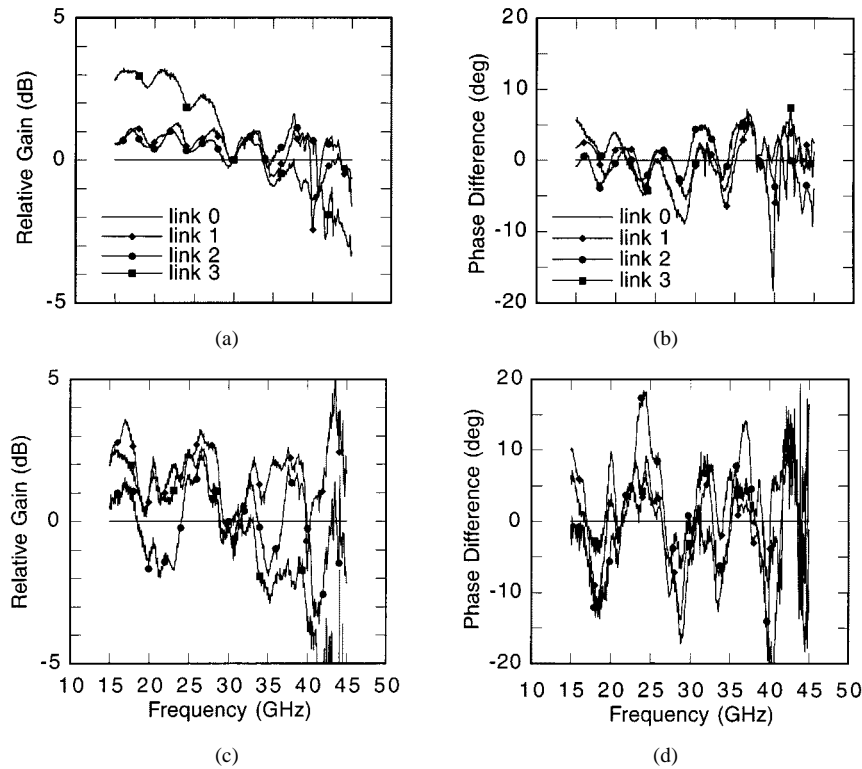 5
0
-5
Relative Gain (dB)
link 0
link 1
link 2
link 3
(a)
20
10
0
-10
-20
Phase Difference (deg)
link 0
link 1
link 2
link 3
(b)
5
0
-5
Relative Gain (dB)
10 15 20 25 30 35 40 45 50
Frequency (GHz)
(c)
20
10
0
-10
-20
Phase Difference (deg)
10 15 20 25 30 35 40 45 50
Frequency (GHz)
(d)